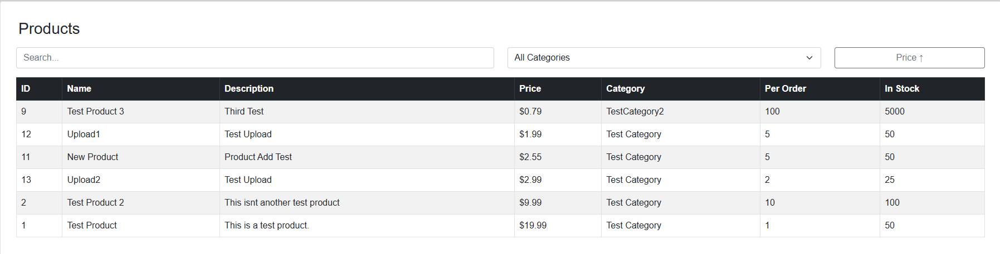 Products
Search... All Categories Price ↑
ID Name Description Price Category Per Order In Stock
9 Test Product 3 Third Test $0.79 TestCategory2 100 5000
12 Upload1 Test Upload $1.99 Test Category 5 50
11 New Product Product Add Test $2.55 Test Category 5 50
13 Upload2 Test Upload $2.99 Test Category 2 25
2 Test Product 2 This isnt another test product $9.99 Test Category 10 100
1 Test Product This is a test product. $19.99 Test Category 1 50